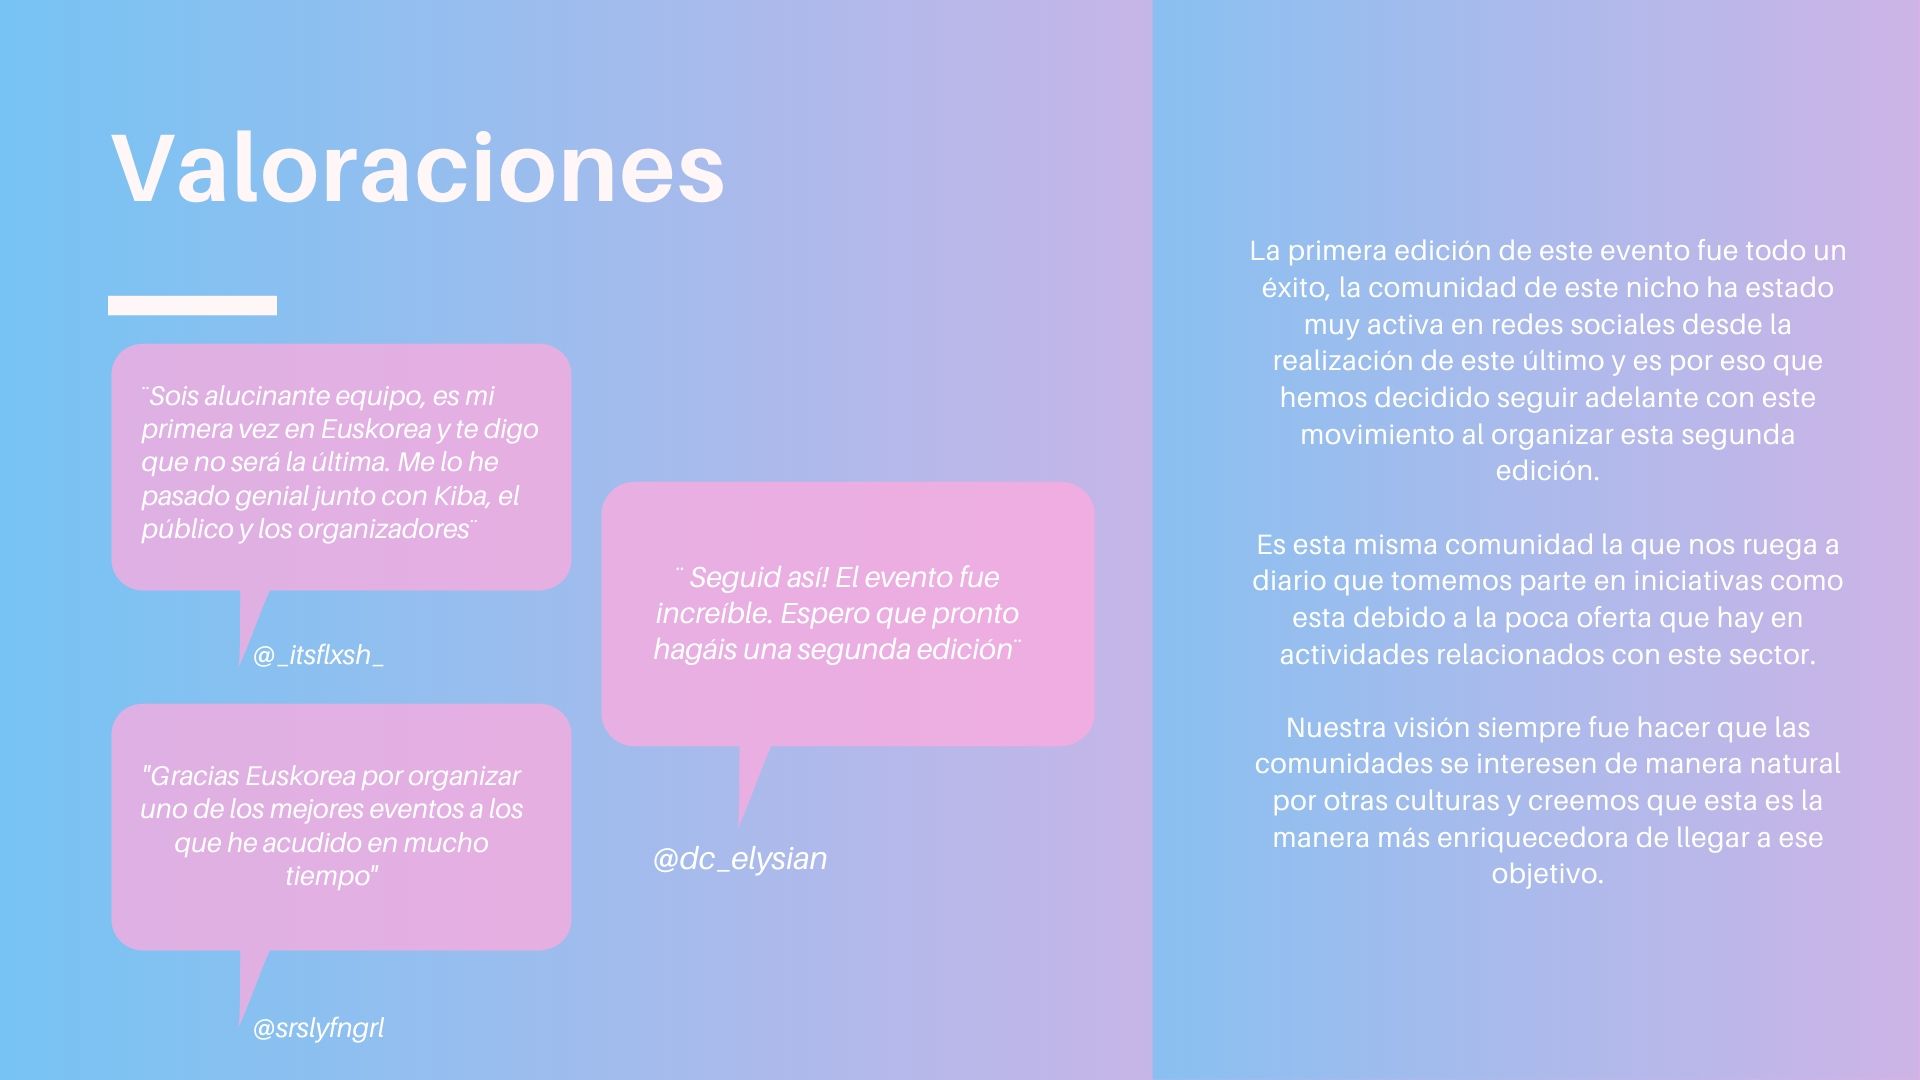 Valoraciones
¨Sois alucinante equipo, es mi
primera vez en Euskorea y te digo
que no será la última. Me lo he
pasado genial junto con Kiba, el
público y los organizadores¨
@_itsflxsh_
"Gracias Euskorea por organizar
uno de los mejores eventos a los
que he acudido en mucho
tiempo"
@srslyfngrl
¨ Seguid así! El evento fue
increíble. Espero que pronto
hagáis una segunda edición¨
@dc_elysian
La primera edición de este evento fue todo un
éxito, la comunidad de este nicho ha estado
muy activa en redes sociales desde la
realización de este último y es por eso que
hemos decidido seguir adelante con este
movimiento al organizar esta segunda
edición.
Es esta misma comunidad la que nos ruega a
diario que tomemos parte en iniciativas como
esta debido a la poca oferta que hay en
actividades relacionados con este sector.
Nuestra visión siempre fue hacer que las
comunidades se interesen de manera natural
por otras culturas y creemos que esta es la
manera más enriquecedora de llegar a ese
objetivo.